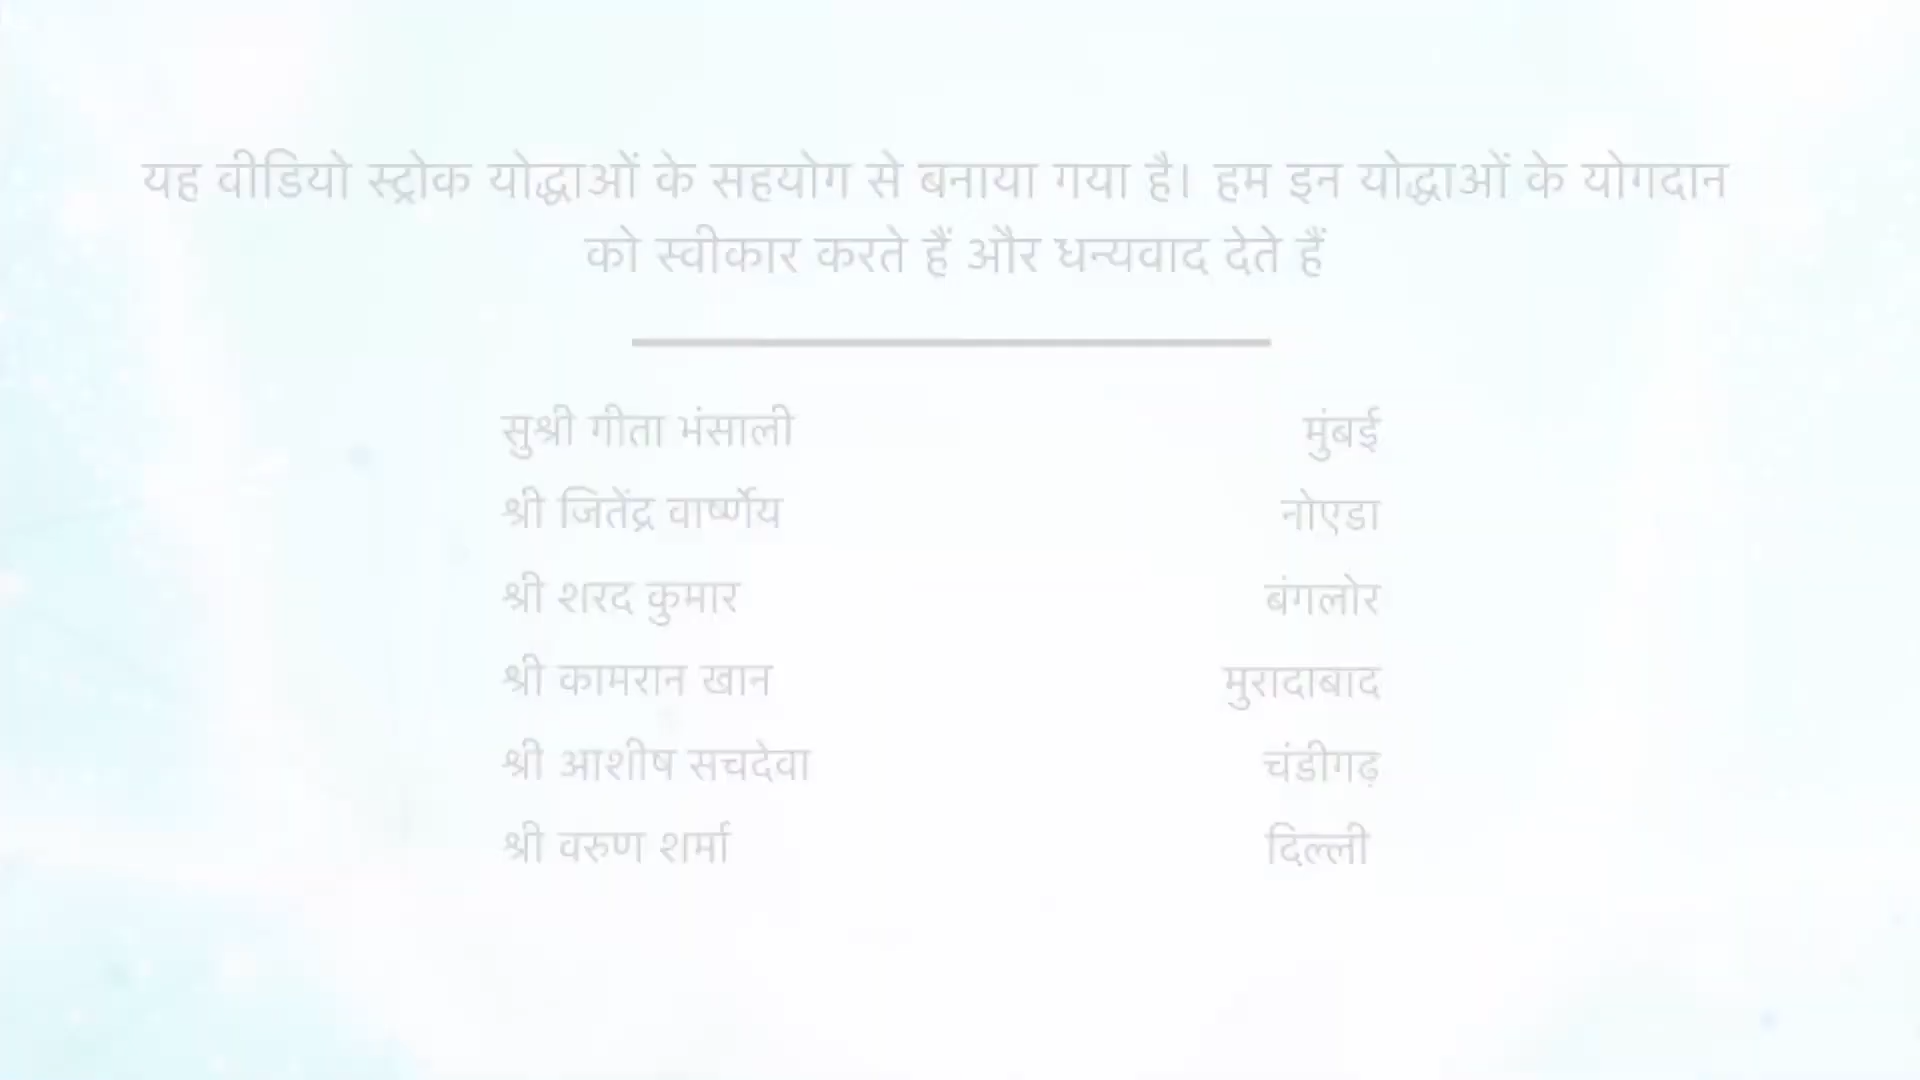 यह वीडियो स्ट्रोक योद्धाओं के सहयोग से बनाया गया है। हम इन योद्धाओं के योगदान
को स्वीकार करते हैं और धन्यवाद देते हैं
सुश्री गीता भंसाली मुंबई
श्री जितेंद्र वार्ष्णेय नोएडा
श्री शरद कुमार बंगलोर
श्री कामरान खान मुरादाबाद
श्री आशीष सचदेवा चंडीगढ़
श्री वरुण शर्मा दिल्ली